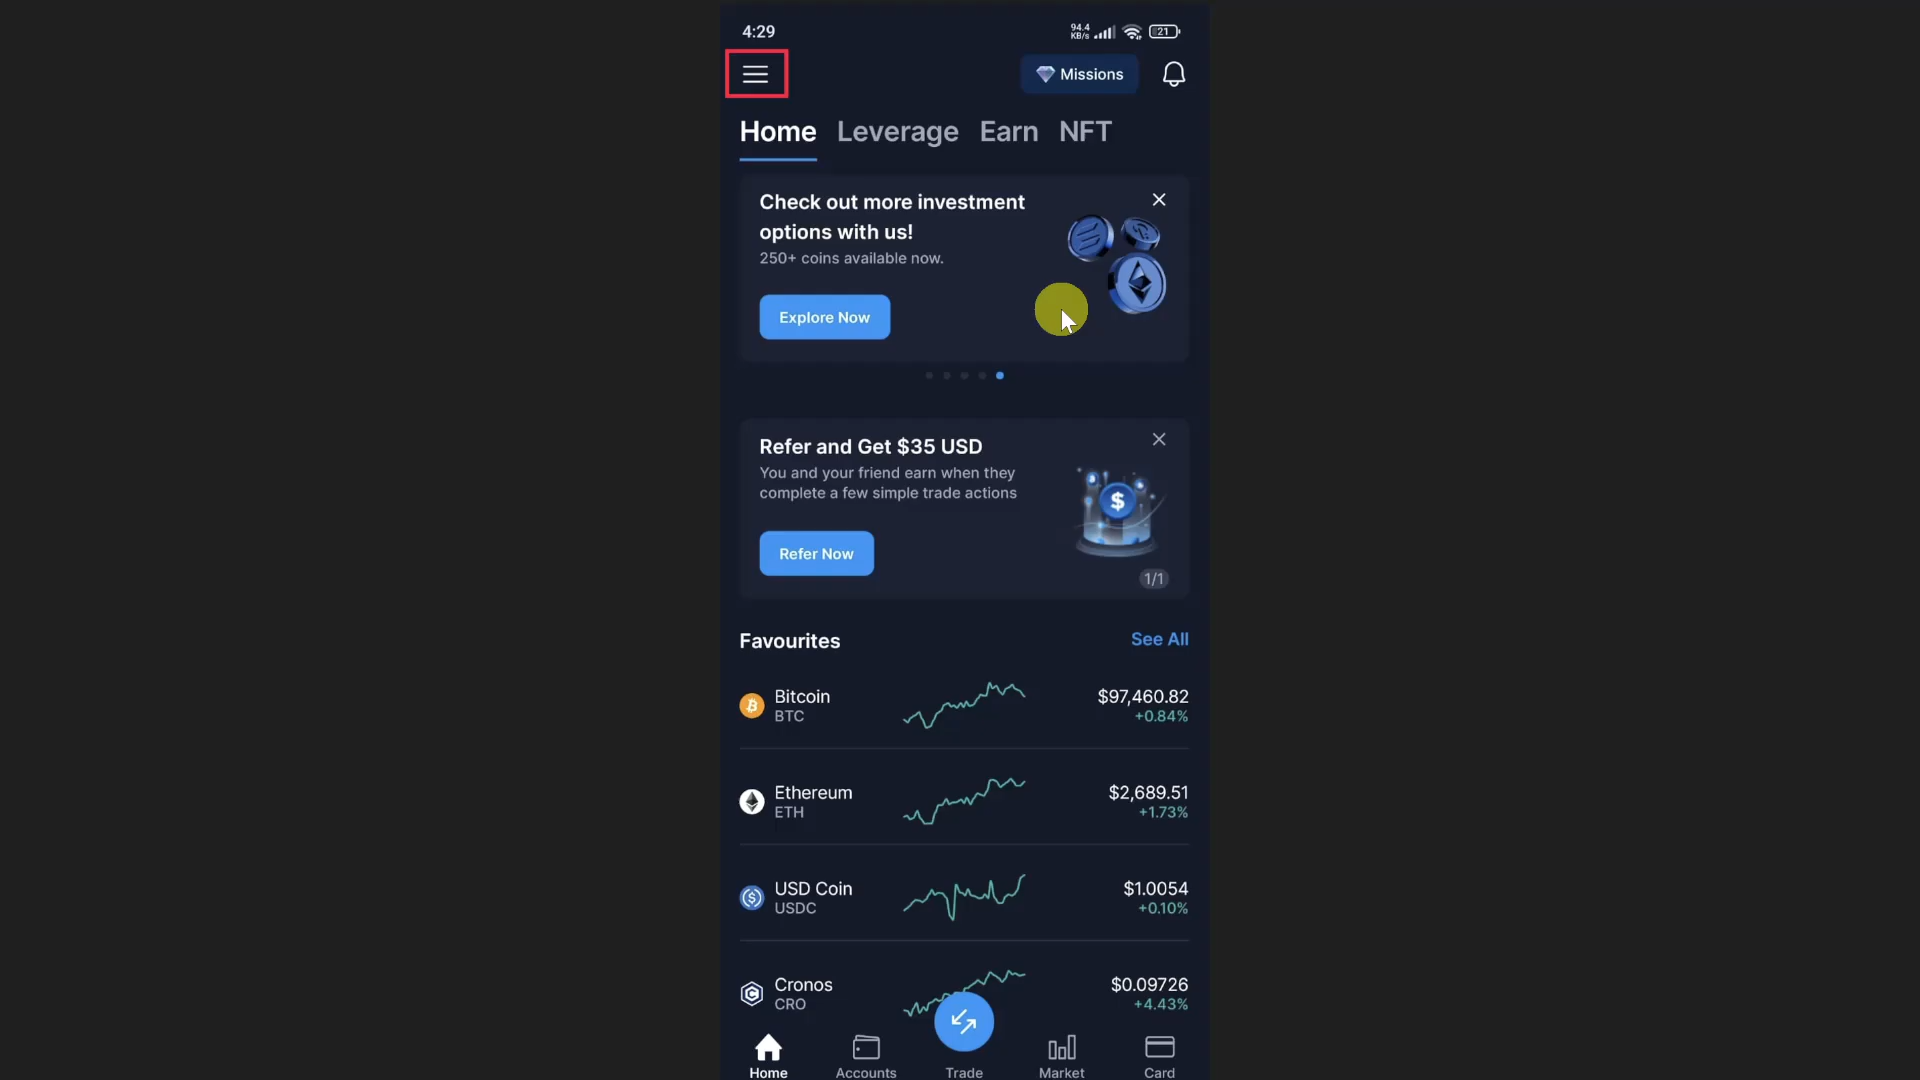 4:29
94.4
KB/s
21
Missions
Home Leverage Earn NFT
Check out more investment
options with us!
250+ coins available now.
Explore Now
Refer and Get $35 USD
You and your friend earn when they
complete a few simple trade actions
Refer Now
1/1
Favourites
See All
Bitcoin
BTC
$97,460.82
+0.84%
Ethereum
ETH
$2,689.51
+1.73%
USD Coin
USDC
$1.0054
+0.10%
Cronos
CRO
$0.09726
+4.43%
Home Accounts Trade Market Card